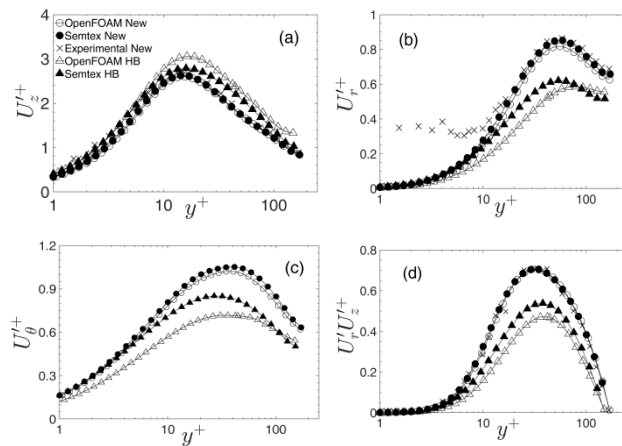 OpenFOAM New
Semtex New
Experimental New
OpenFOAM HB
Semtex HB
(a)
4
3
2
1
0
U′z+
1
10
100
y+
(b)
1
0.8
0.6
0.4
0.2
0
U′r+
1
10
100
y+
(c)
1.2
0.9
0.6
0.3
0
U′θ+
1
10
100
y+
(d)
0.8
0.6
0.4
0.2
0
U′rU′z+
1
10
100
y+